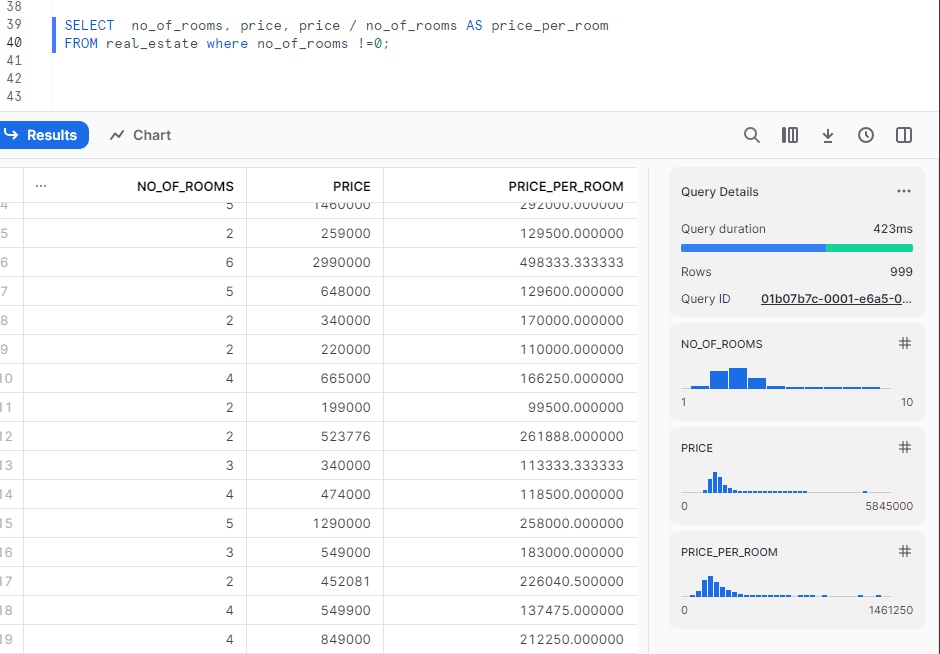 38
39 SELECT  no_of_rooms, price, price / no_of_rooms AS price_per_room
40 FROM real_estate where no_of_rooms !=0;
41
42
43
Results Chart
... NO_OF_ROOMS PRICE PRICE_PER_ROOM
4 5 1460000 292000.000000
5 2 259000 129500.000000
6 6 2990000 498333.333333
7 5 648000 129600.000000
8 2 340000 170000.000000
9 2 220000 110000.000000
10 4 665000 166250.000000
11 2 199000 99500.000000
12 2 523776 261888.000000
13 3 340000 113333.333333
14 4 474000 118500.000000
15 5 1290000 258000.000000
16 3 549000 183000.000000
17 2 452081 226040.500000
18 4 549900 137475.000000
19 4 849000 212250.000000
Query Details ...
Query duration 423ms
Rows 999
Query ID 01b07b7c-0001-e6a5-0...
NO_OF_ROOMS #
1 10
PRICE #
0 5845000
PRICE_PER_ROOM #
0 1461250